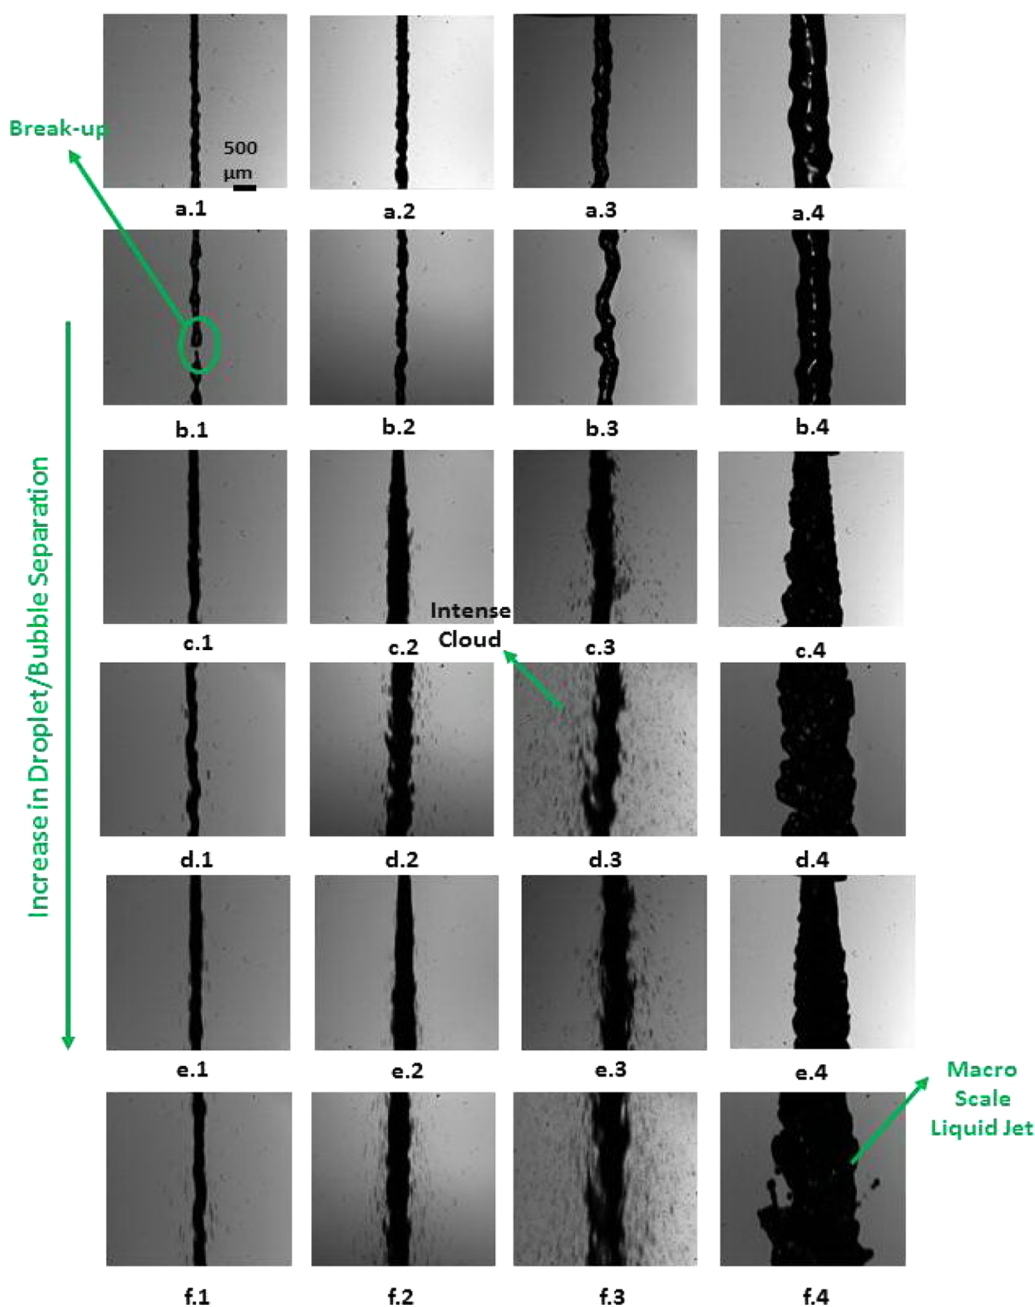 Break-up
500
µm
a.1
a.2
a.3
a.4
b.1
b.2
b.3
b.4
Increase in Droplet/Bubble Separation
Intense
Cloud
c.1
c.2
c.3
c.4
d.1
d.2
d.3
d.4
e.1
e.2
e.3
e.4
Macro
Scale
Liquid Jet
f.1
f.2
f.3
f.4